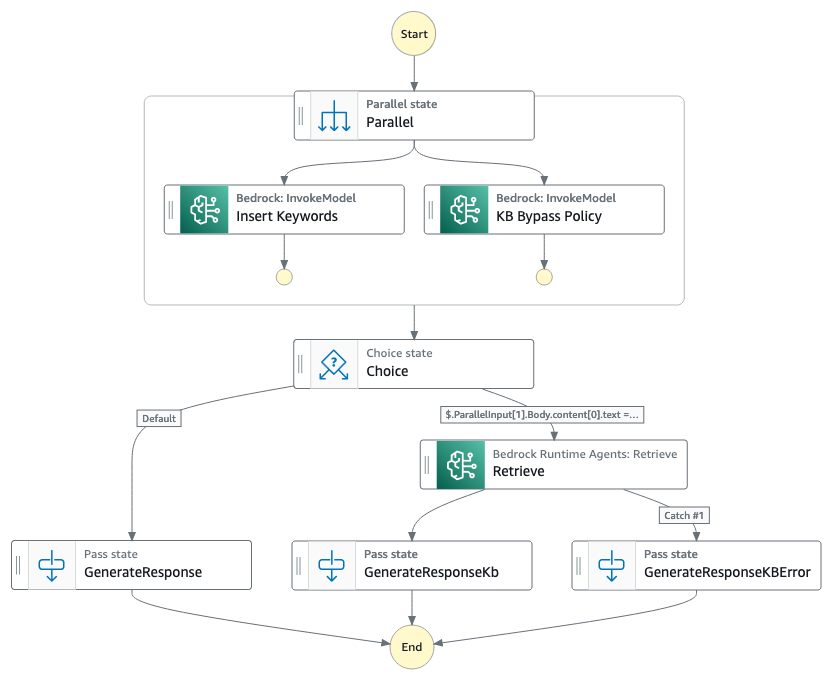 Start
Parallel state
Parallel
Bedrock: InvokeModel
Insert Keywords
Bedrock: InvokeModel
KB Bypass Policy
Choice state
?
Choice
Default
$.ParallelInput[1].Body.content[0].text =...
Bedrock Runtime Agents: Retrieve
Retrieve
Catch #1
Pass state
GenerateResponse
Pass state
GenerateResponseKb
Pass state
GenerateResponseKBError
End